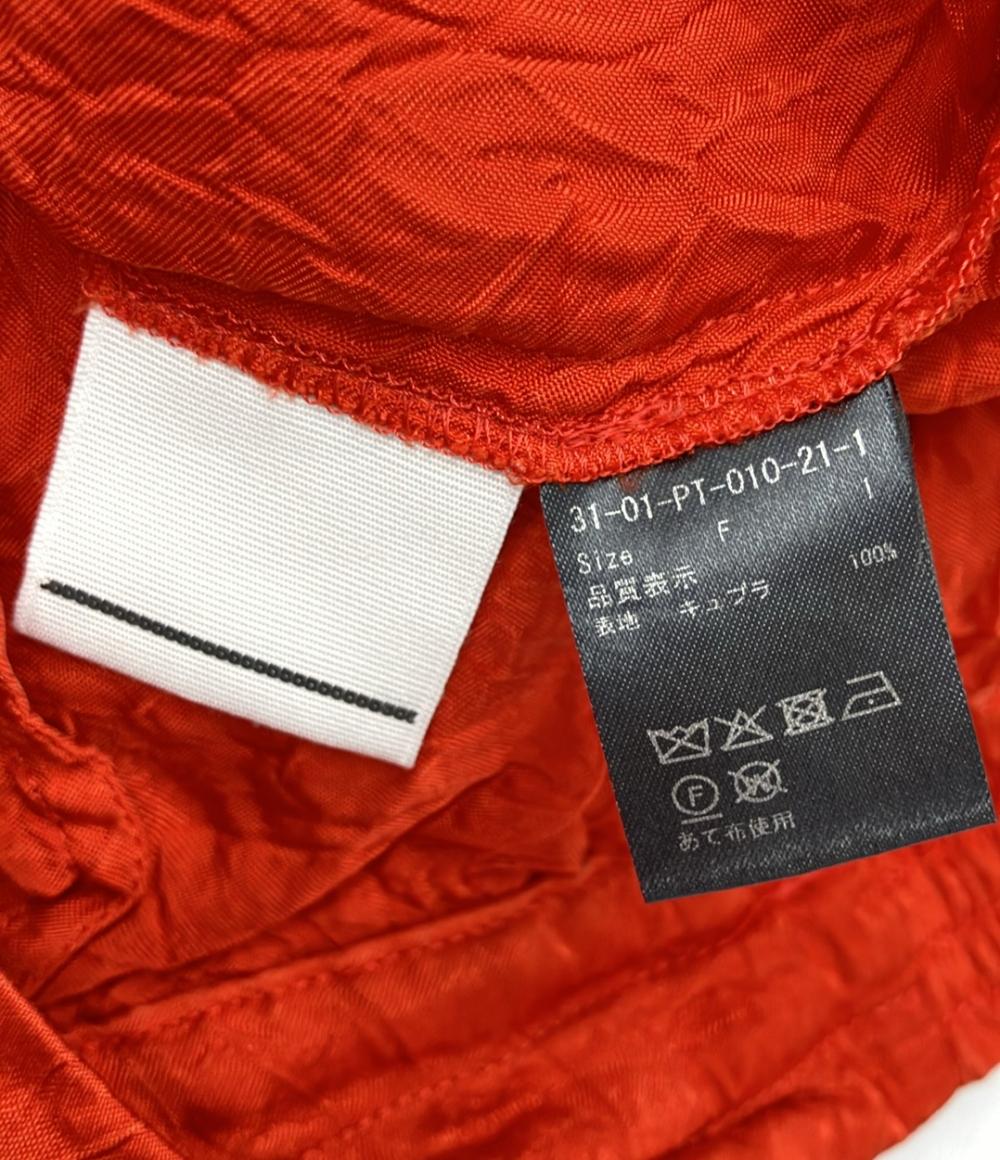 31-01-PT-010-21-1
Size F 1
品質表示
表地 キュプラ 100%
F W
あて布使用